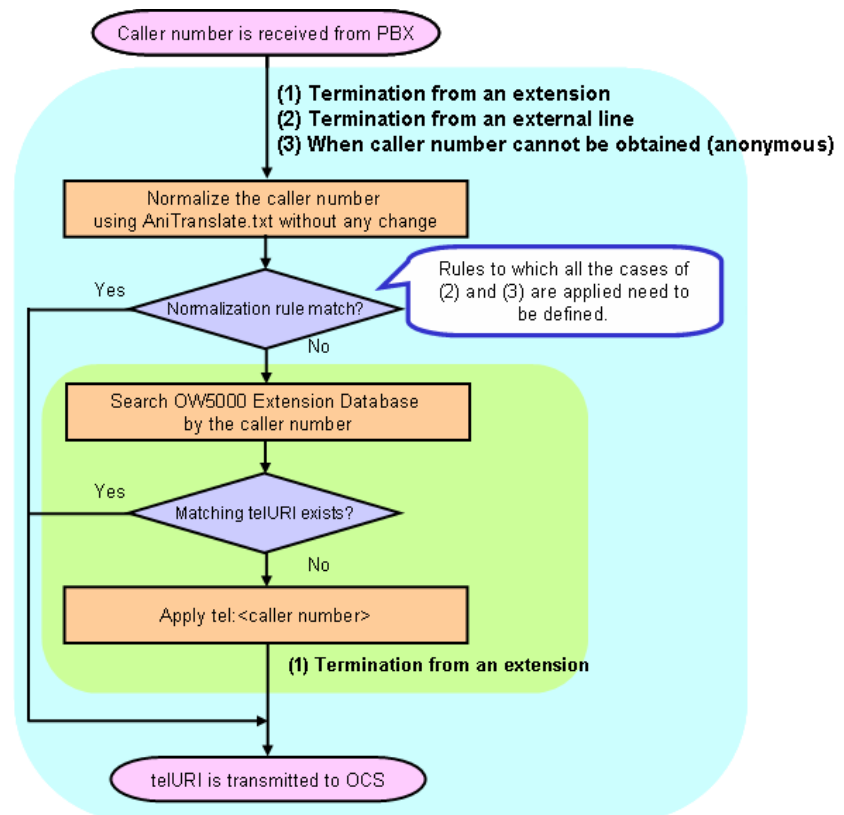 Caller number is received from PBX
(1) Termination from an extension
(2) Termination from an external line
(3) When caller number cannot be obtained (anonymous)
Normalize the caller number
using AniTranslate.txt without any change
Rules to which all the cases of
(2) and (3) are applied need to
be defined.
Yes
Normalization rule match?
No
Search OW5000 Extension Database
by the caller number
Yes
Matching telURI exists?
No
Apply tel:<caller number>
(1) Termination from an extension
telURI is transmitted to OCS